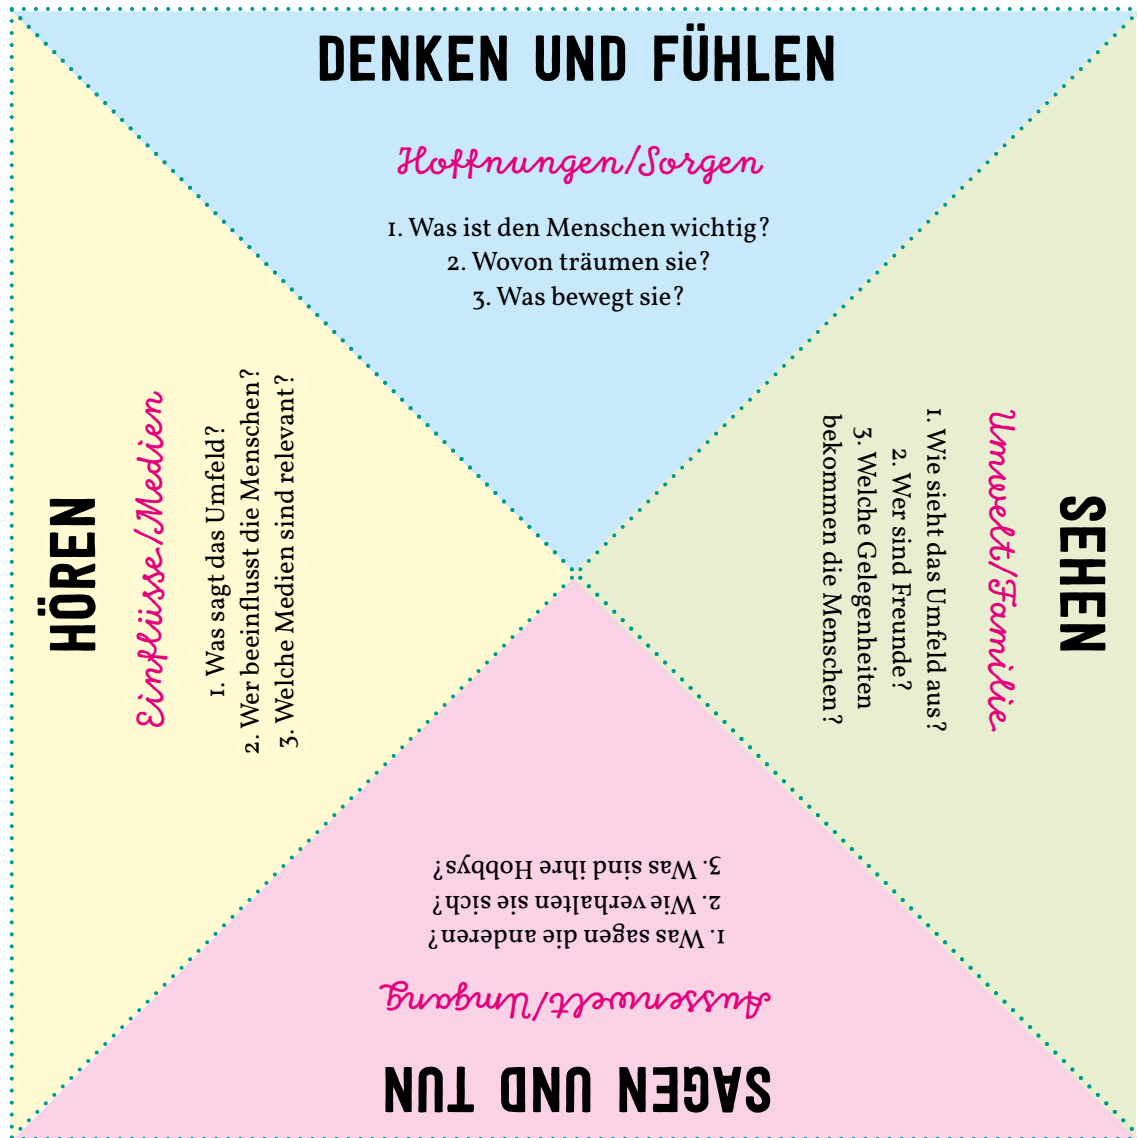 DENKEN UND FÜHLEN
Hoffnungen/Sorgen
1. Was ist den Menschen wichtig?
2. Wovon träumen sie?
3. Was bewegt sie?
SEHEN
Umwelt/Familie
1. Wie sieht das Umfeld aus?
2. Wer sind Freunde?
3. Welche Gelegenheiten
bekommen die Menschen?
SAGEN UND TUN
Aussenwelt/Umgang
1. Was sagen die anderen?
2. Wie verhalten sie sich?
3. Was sind ihre Hobbys?
HÖREN
Einflüsse/Medien
1. Was sagt das Umfeld?
2. Wer beeinflusst die Menschen?
3. Welche Medien sind relevant?